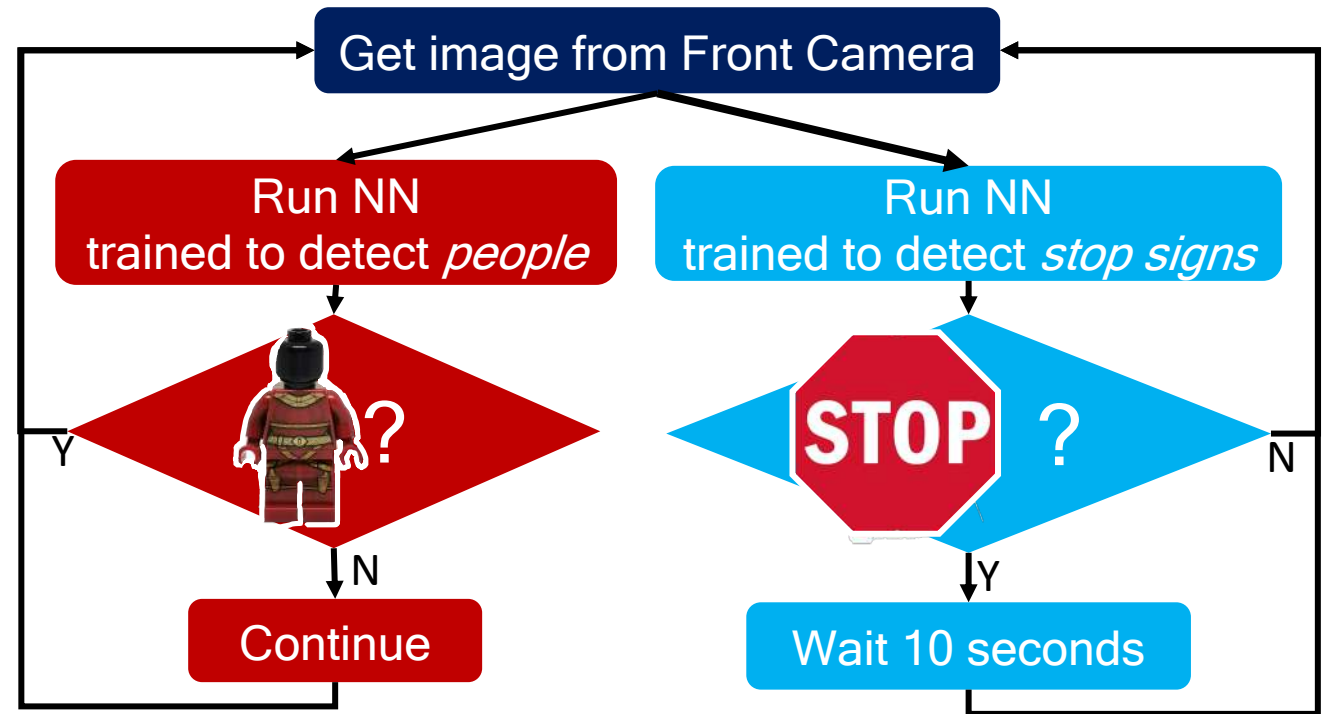 Get image from Front Camera
Run NN
trained to detect people
Run NN
trained to detect stop signs
?
STOP
?
Y
N
N
Y
Continue
Wait 10 seconds